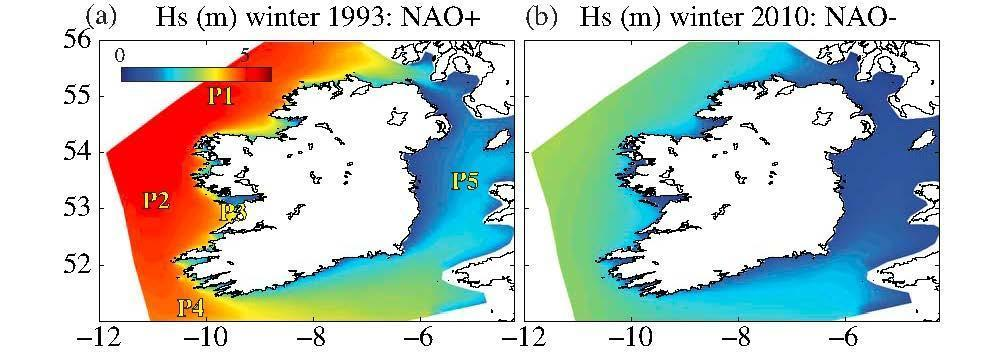 (a) Hs (m) winter 1993: NAO+
(b) Hs (m) winter 2010: NAO-
56
0 5
P1
55
54
P2
P5
53
P3
52
P4
−12 −10 −8 −6
−12 −10 −8 −6